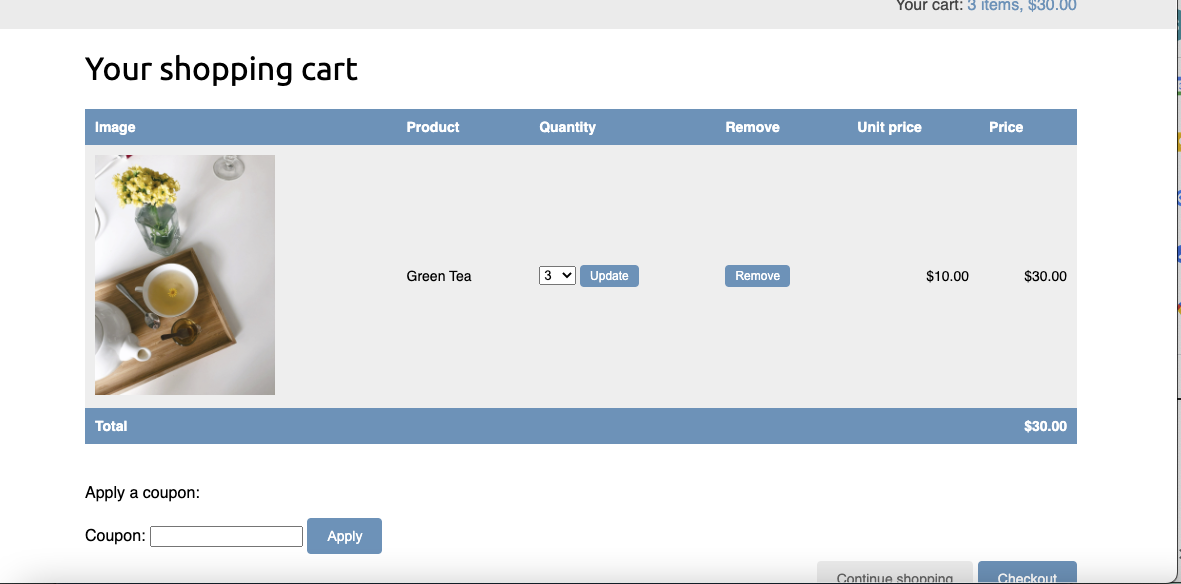 Your cart: 3 items, $30.00
Your shopping cart
Image Product Quantity Remove Unit price Price
Green Tea 3 Update Remove $10.00 $30.00
Total $30.00
Apply a coupon:
Coupon: Apply
Continue shopping Checkout